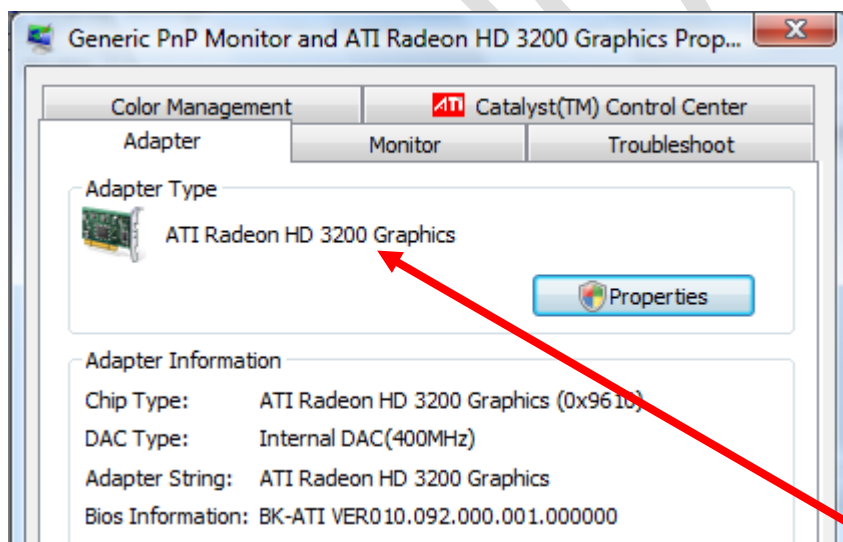 Generic PnP Monitor and ATI Radeon HD 3200 Graphics Prop...
Color Management
ATI Catalyst(TM) Control Center
Adapter
Monitor
Troubleshoot
Adapter Type
ATI Radeon HD 3200 Graphics
Properties
Adapter Information
Chip Type: ATI Radeon HD 3200 Graphics (0x9610)
DAC Type: Internal DAC(400MHz)
Adapter String: ATI Radeon HD 3200 Graphics
Bios Information: BK-ATI VER010.092.000.001.000000